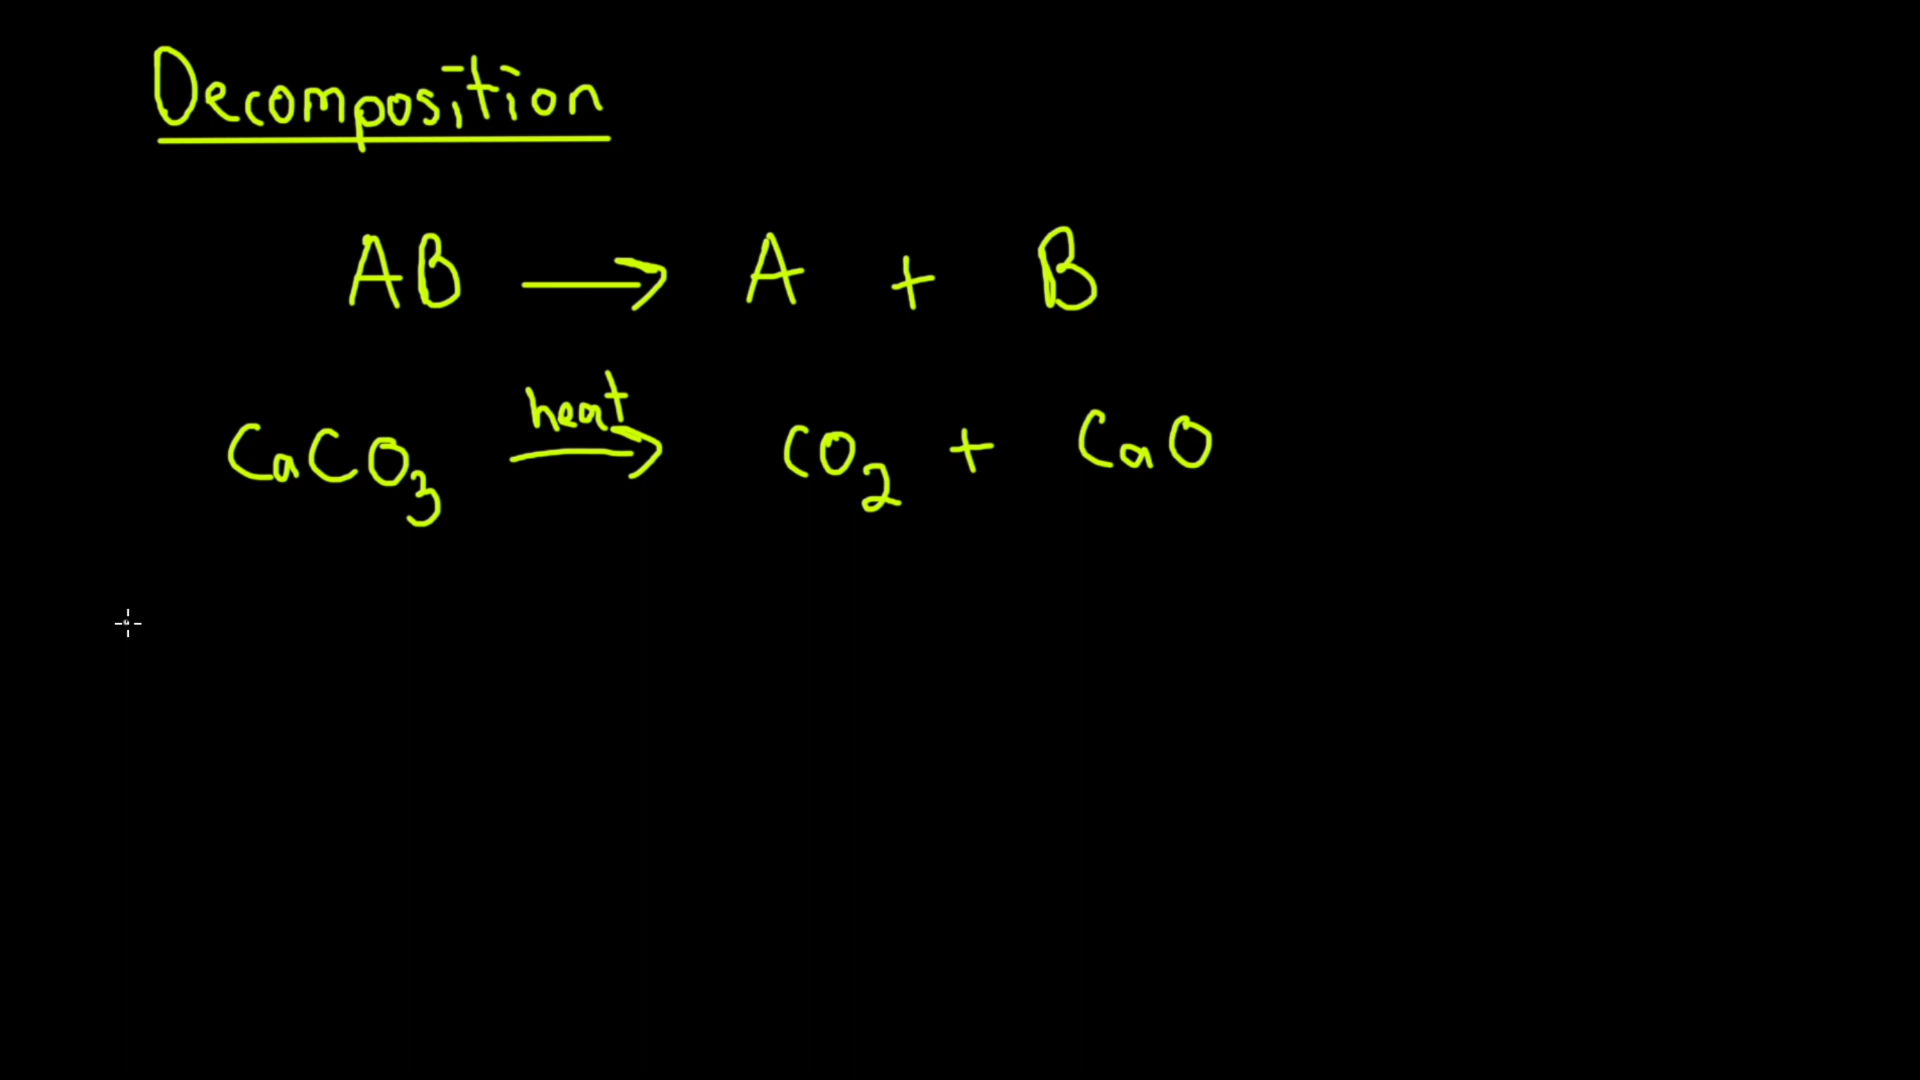 Decomposition
AB → A + B
heat
CaCO₃ → CO₂ + CaO